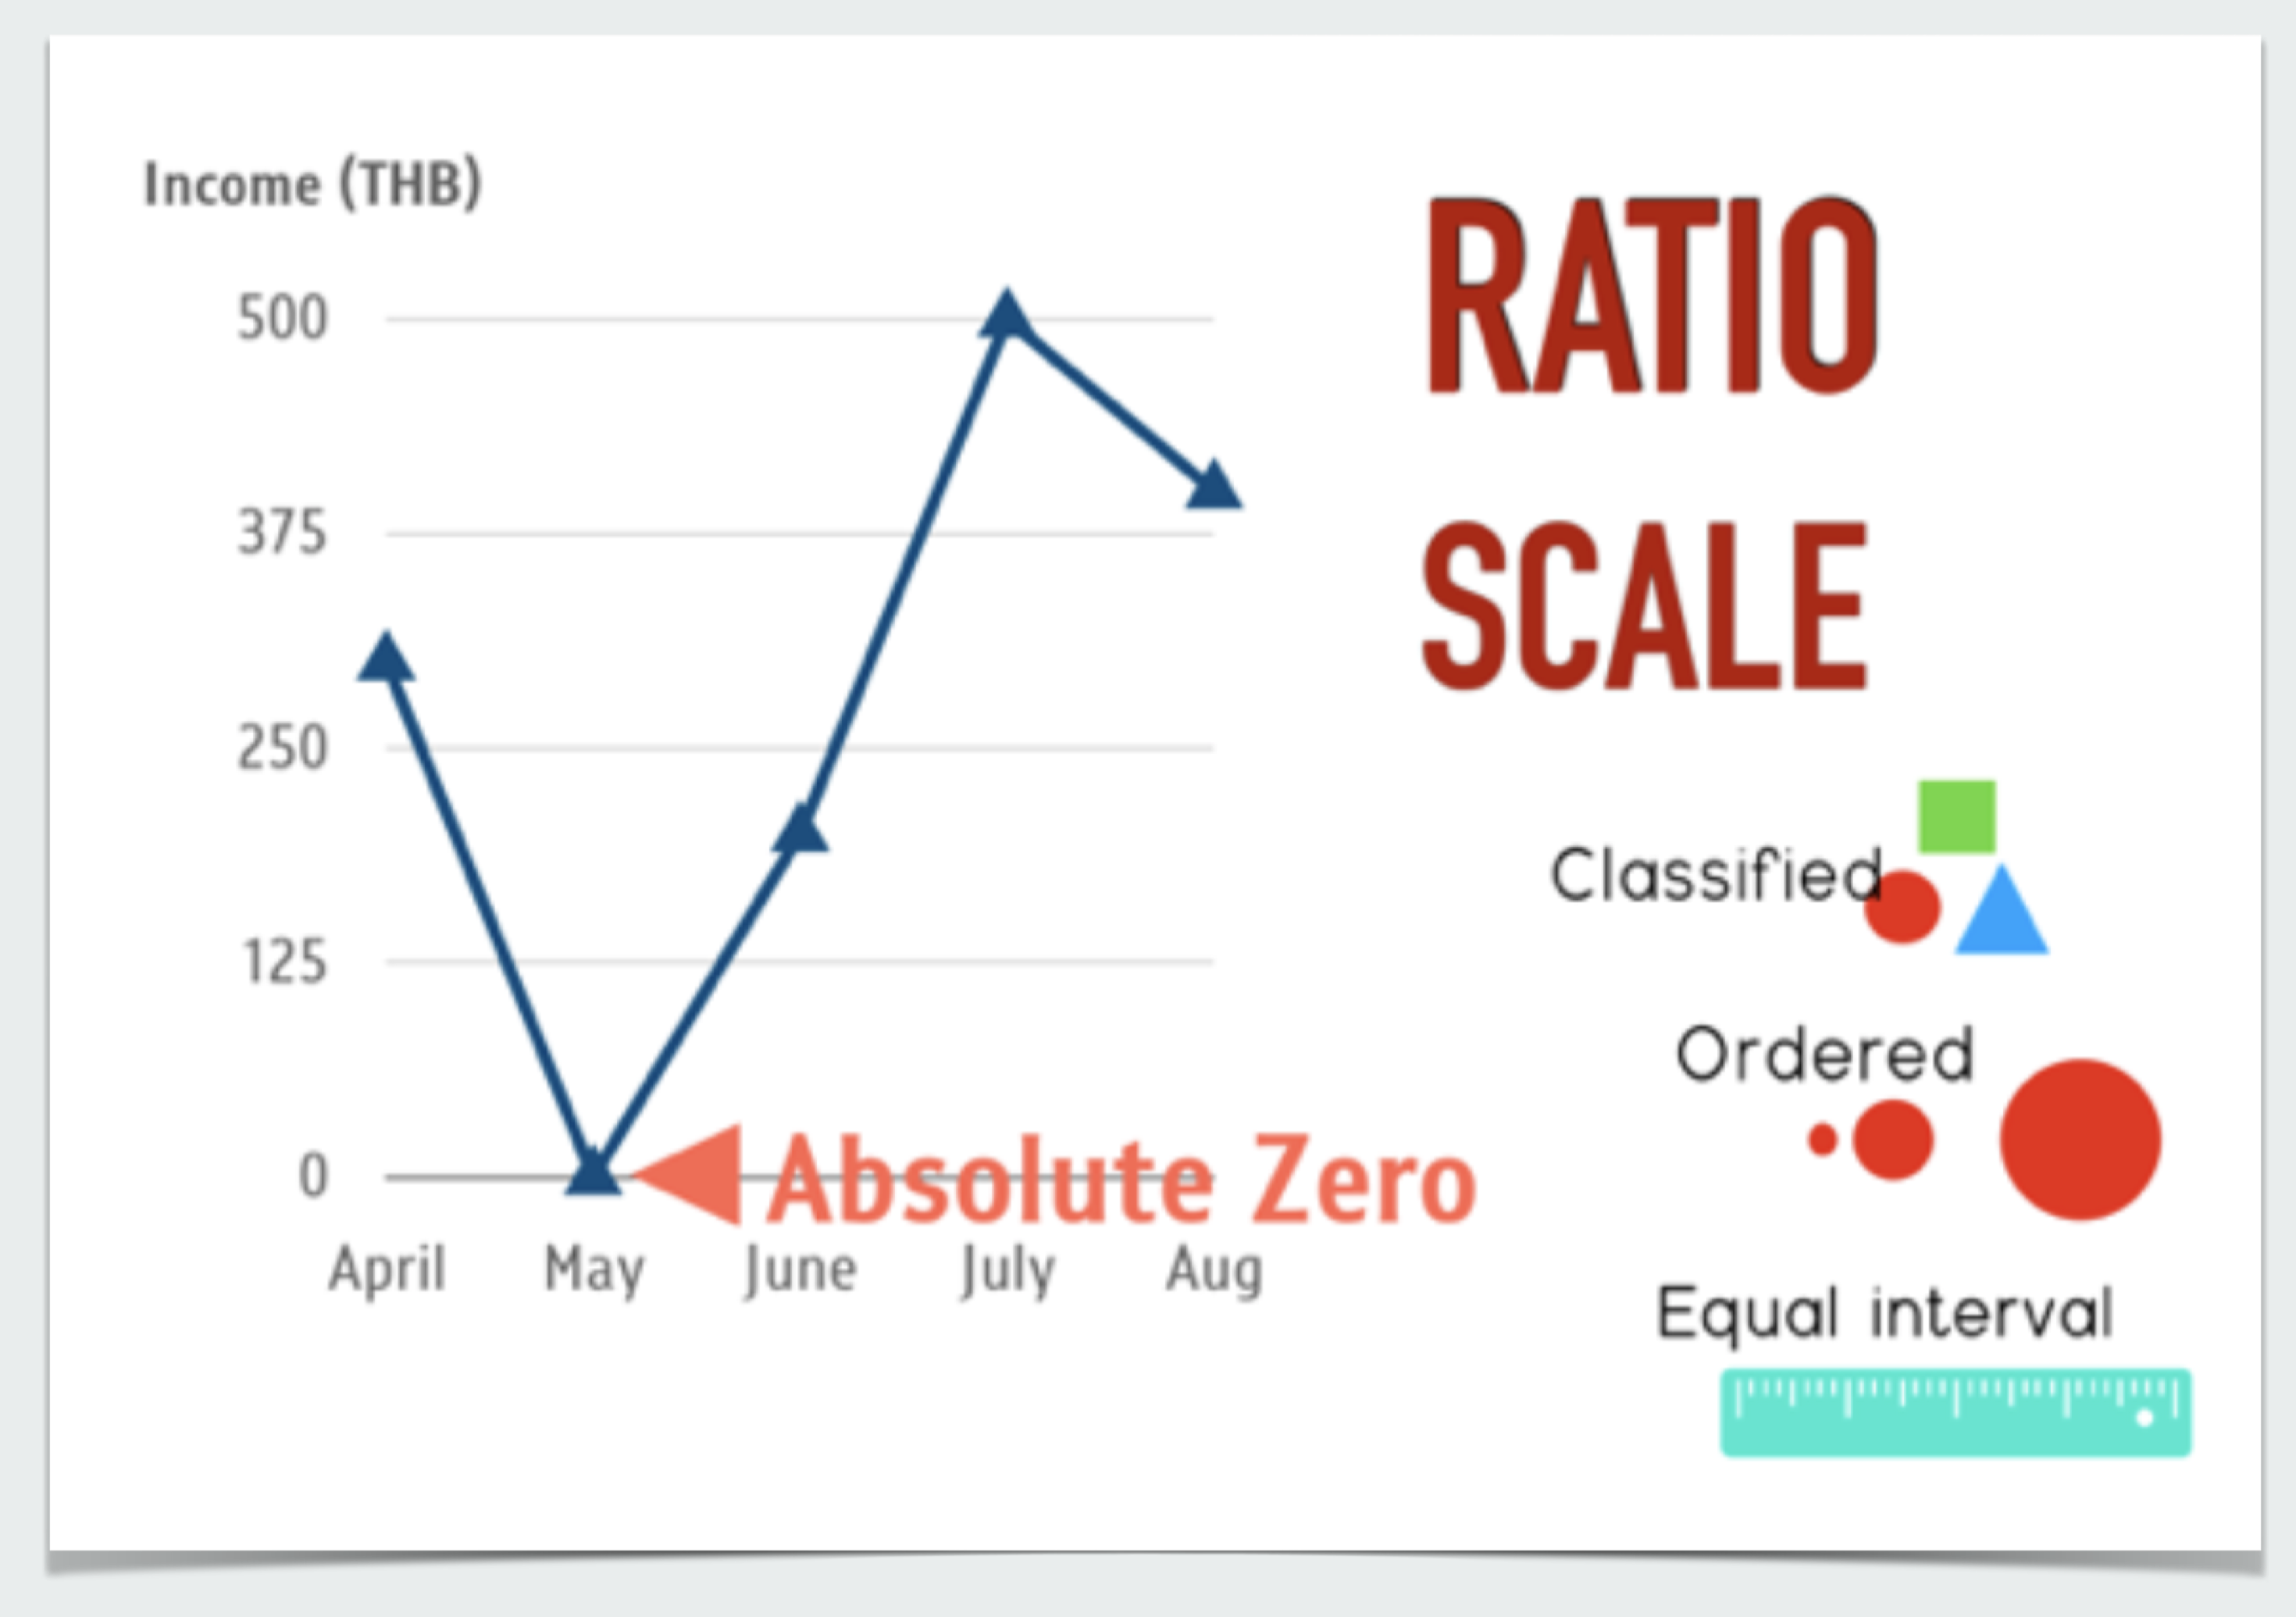 Income (THB)
500
375
250
125
0
April May June July Aug
Absolute Zero
RATIO
SCALE
Classified
Ordered
Equal interval